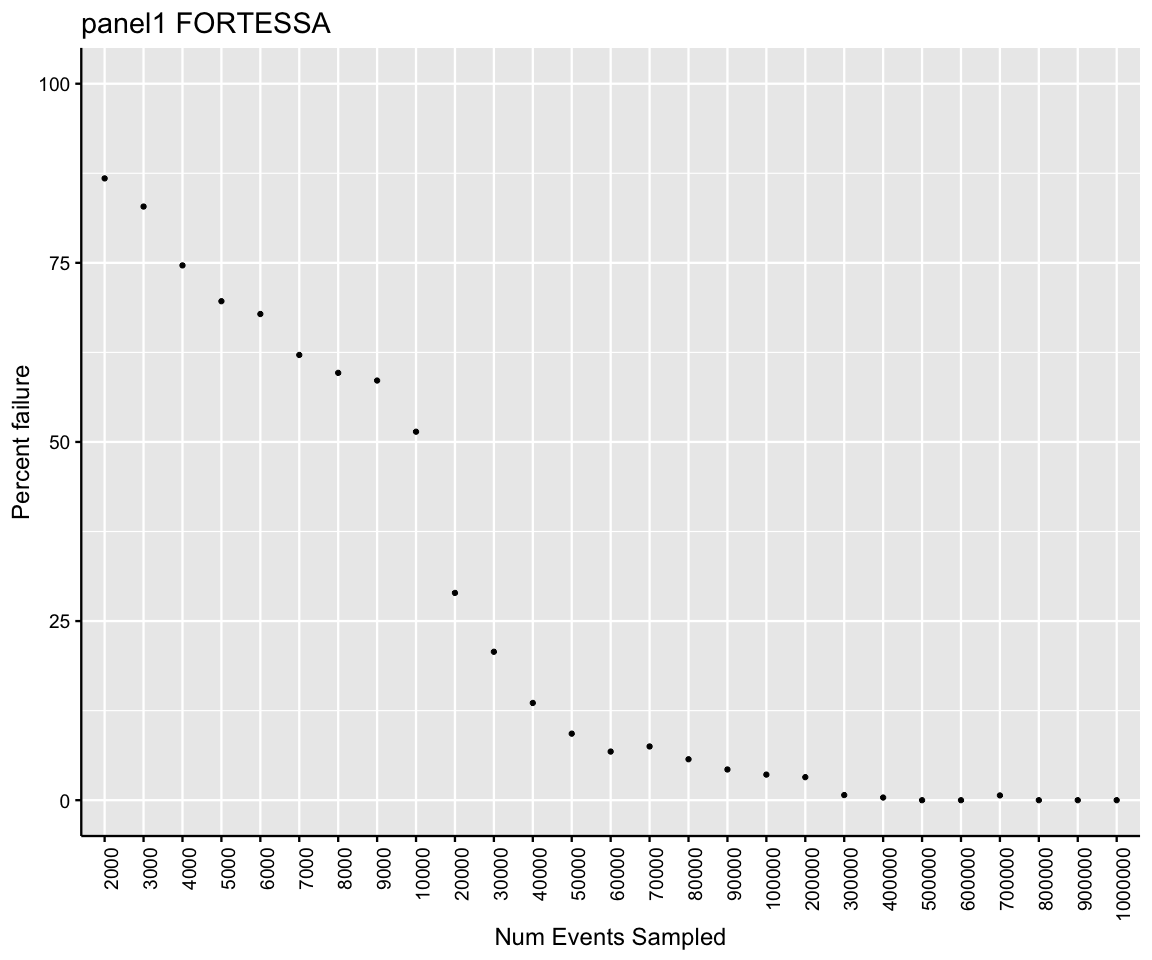 panel1 FORTESSA
Percent failure
100
75
50
25
0
2000 3000 4000 5000 6000 7000 8000 9000 10000 20000 30000 40000 50000 60000 70000 80000 90000 100000 200000 300000 400000 500000 600000 700000 800000 900000 1000000
Num Events Sampled